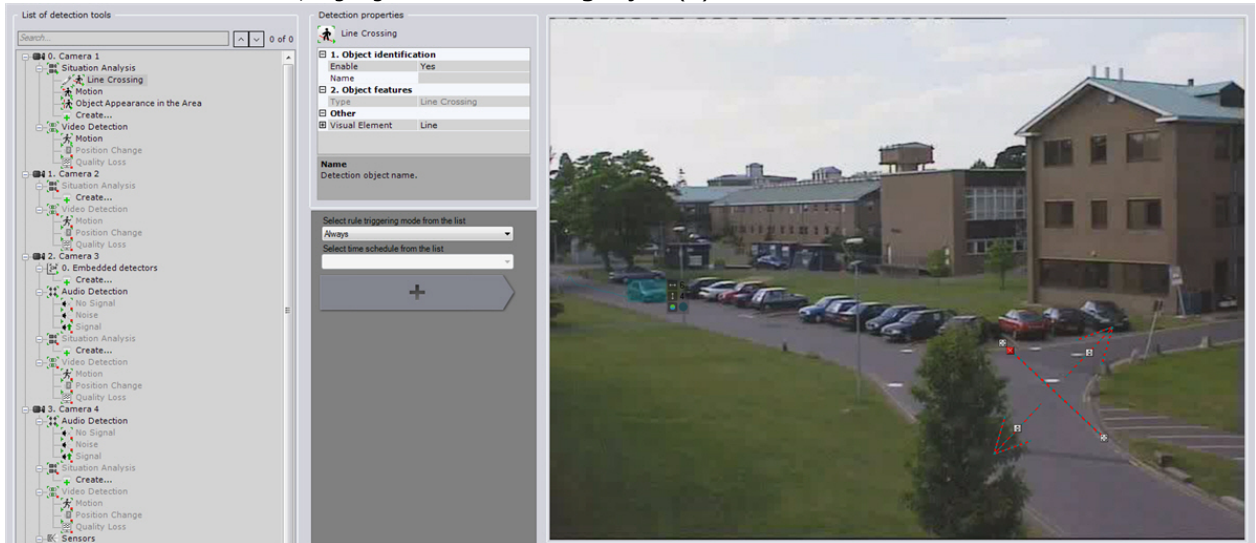 List of detection tools
Search...
0 of 0
0. Camera 1
Situation Analysis
Line Crossing
Motion
Object Appearance in the Area
Create...
Video Detection
Motion
Position Change
Quality Loss
1. Camera 2
Situation Analysis
Create...
Video Detection
Motion
Position Change
Quality Loss
2. Camera 3
0. Embedded detectors
Create...
Audio Detection
No Signal
Noise
Signal
Situation Analysis
Create...
Video Detection
Motion
Position Change
Quality Loss
3. Camera 4
Audio Detection
No Signal
Noise
Signal
Situation Analysis
Create...
Video Detection
Motion
Position Change
Quality Loss
Sensors
Detection properties
Line Crossing
1. Object identification
Enable Yes
Name
2. Object features
Type Line Crossing
Other
Visual Element Line
Name
Detection object name.
Select rule triggering mode from the list
Always
Select time schedule from the list